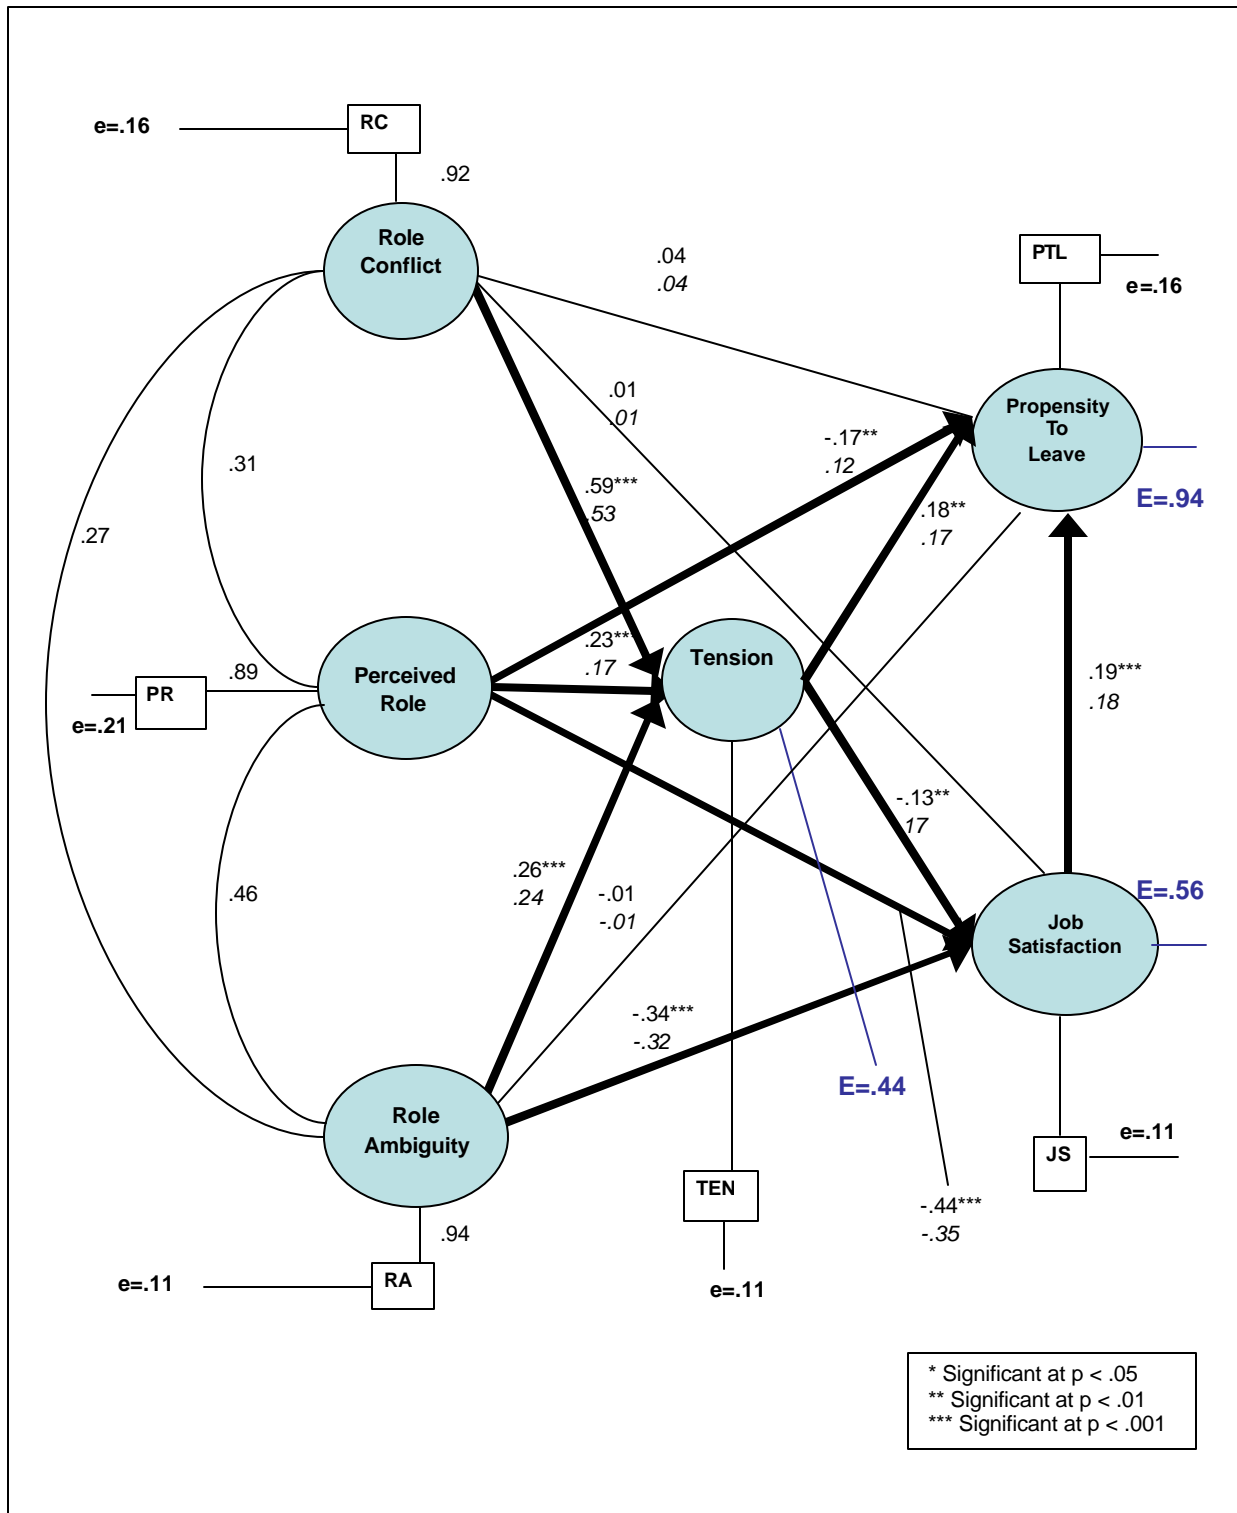 RC
e=.16
.92
Role
Conflict
.04
.04
PTL
e=.16
.01
.01
Propensity
To
Leave
-.17**
.12
.31
.59***
.53
E=.94
.18**
.17
.27
.23***
.17
Tension
.89
PR
Perceived
Role
.19***
.18
e=.21
-.13**
.17
.26***
.24
-.01
-.01
.46
E=.56
Job
Satisfaction
-.34***
-.32
E=.44
Role
Ambiguity
e=.11
JS
TEN
-.44***
-.35
.94
e=.11
RA
e=.11
* Significant at p < .05
** Significant at p < .01
*** Significant at p < .001